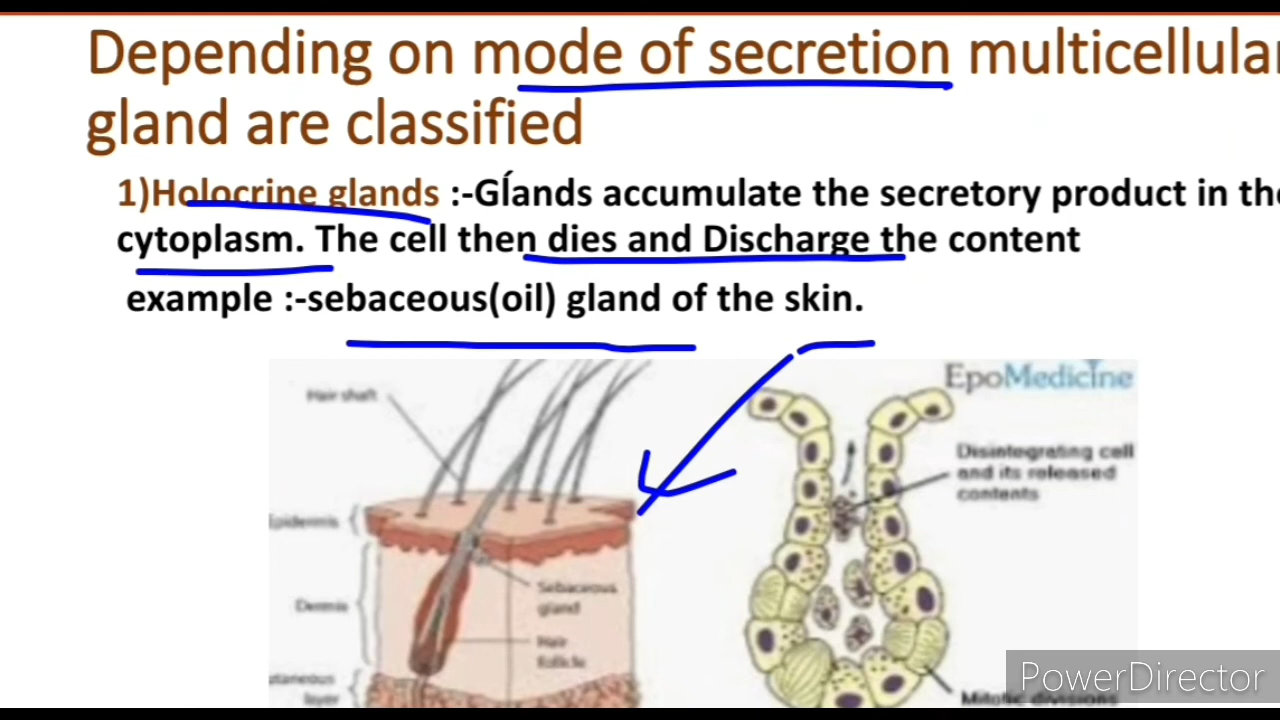 Depending on mode of secretion multicellular
gland are classified
1)Holocrine glands :-Gĺands accumulate the secretory product in the
cytoplasm. The cell then dies and Discharge the content
example :-sebaceous(oil) gland of the skin.
EpoMedicine
Hair shaft
Disintegrating cell
and its released
contents
Epidermis
Sebaceous
gland
Dermis
Hair
follicle
layer
Mitotic divisions
PowerDirector